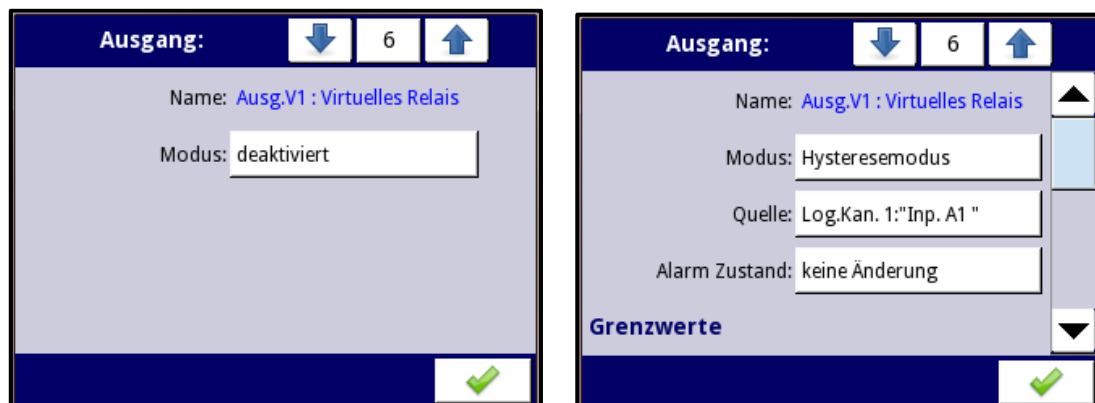 Ausgang: 6
Name: Ausg.V1 : Virtuelles Relais
Modus: deaktiviert
Ausgang: 6
Name: Ausg.V1 : Virtuelles Relais
Modus: Hysteresemodus
Quelle: Log.Kan. 1:"Inp. A1 "
Alarm Zustand: keine Änderung
Grenzwerte